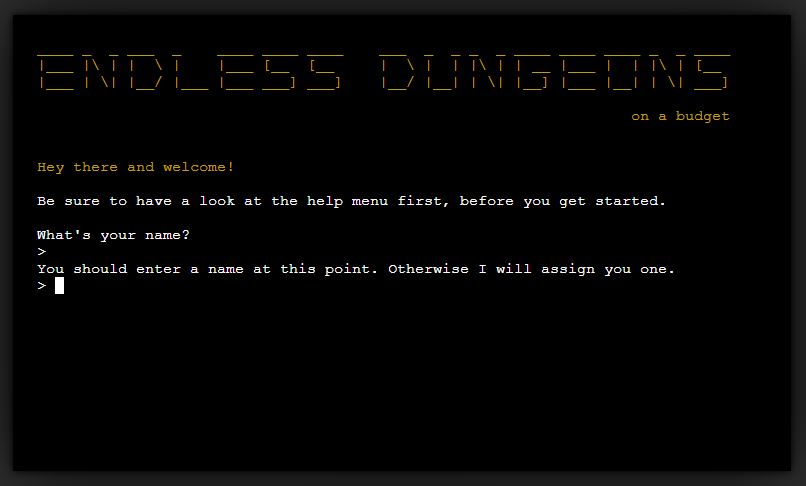 ENDLESS DUNGEONS
on a budget
Hey there and welcome!
Be sure to have a look at the help menu first, before you get started.
What's your name?
>
You should enter a name at this point. Otherwise I will assign you one.
>